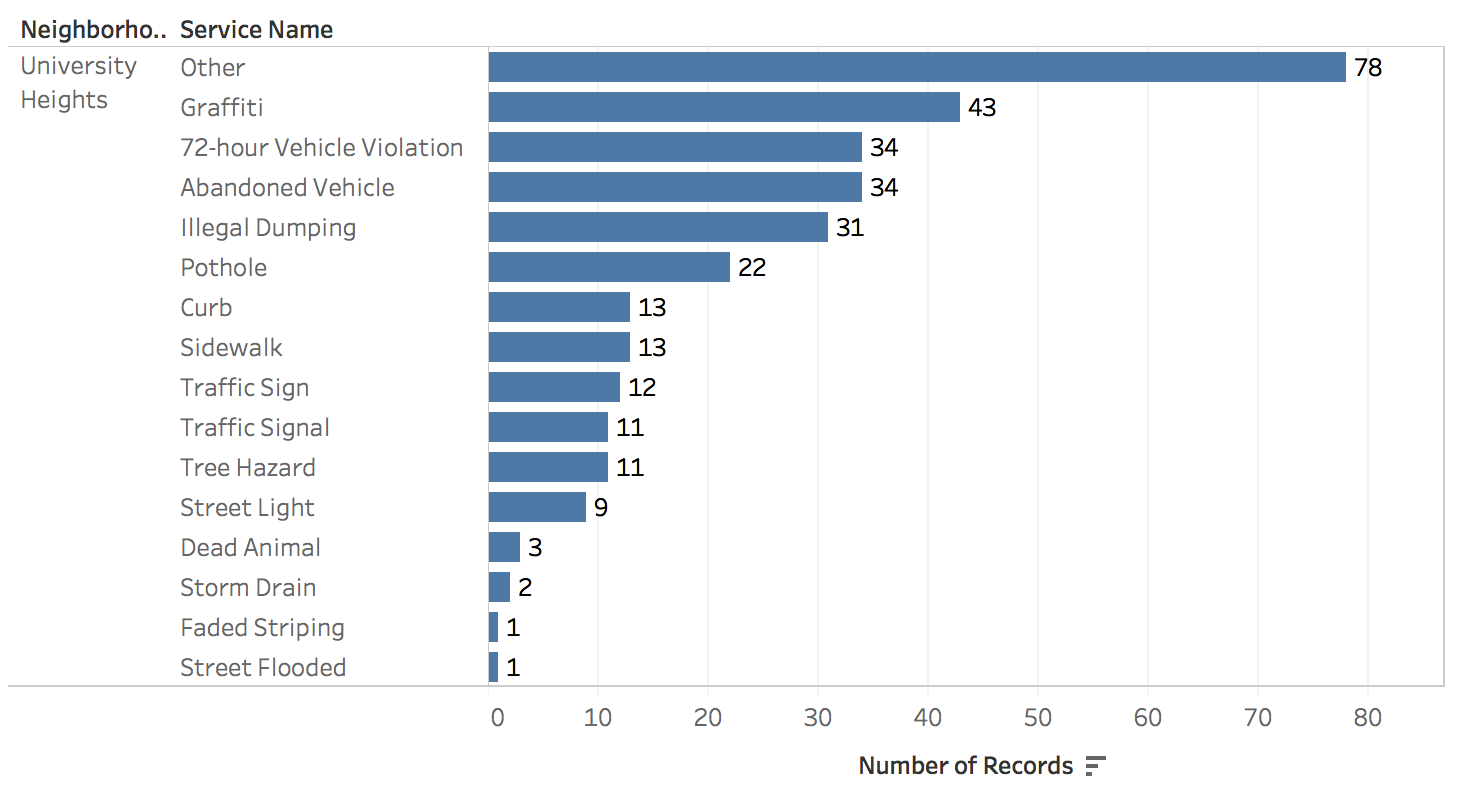 Neighborho.. Service Name
University
Heights
Other 78
Graffiti 43
72-hour Vehicle Violation 34
Abandoned Vehicle 34
Illegal Dumping 31
Pothole 22
Curb 13
Sidewalk 13
Traffic Sign 12
Traffic Signal 11
Tree Hazard 11
Street Light 9
Dead Animal 3
Storm Drain 2
Faded Striping 1
Street Flooded 1
0 10 20 30 40 50 60 70 80
Number of Records